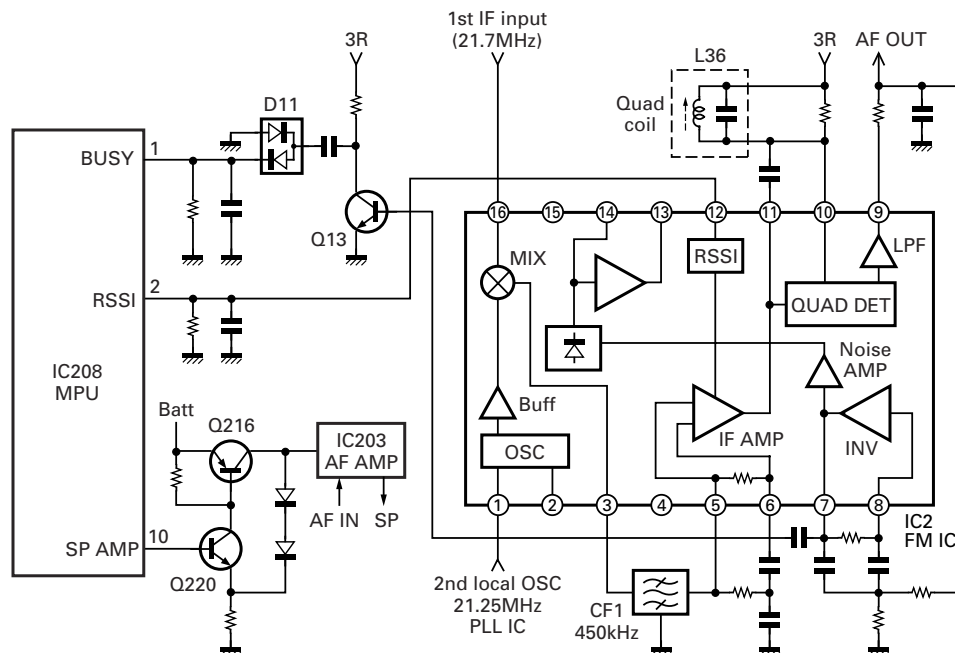 1st IF input
(21.7MHz)
3R
3R
AF OUT
L36
Quad
coil
D11
BUSY
1
Q13
16
15
14
13
12
11
10
9
MIX
RSSI
LPF
QUAD DET
RSSI
2
Noise
AMP
IC208
MPU
Batt
Q216
Buff
IF AMP
INV
IC203
AF AMP
OSC
AF IN
SP
1
2
3
4
5
6
7
8
IC2
FM IC
SP AMP
10
Q220
2nd local OSC
21.25MHz
PLL IC
CF1
450kHz